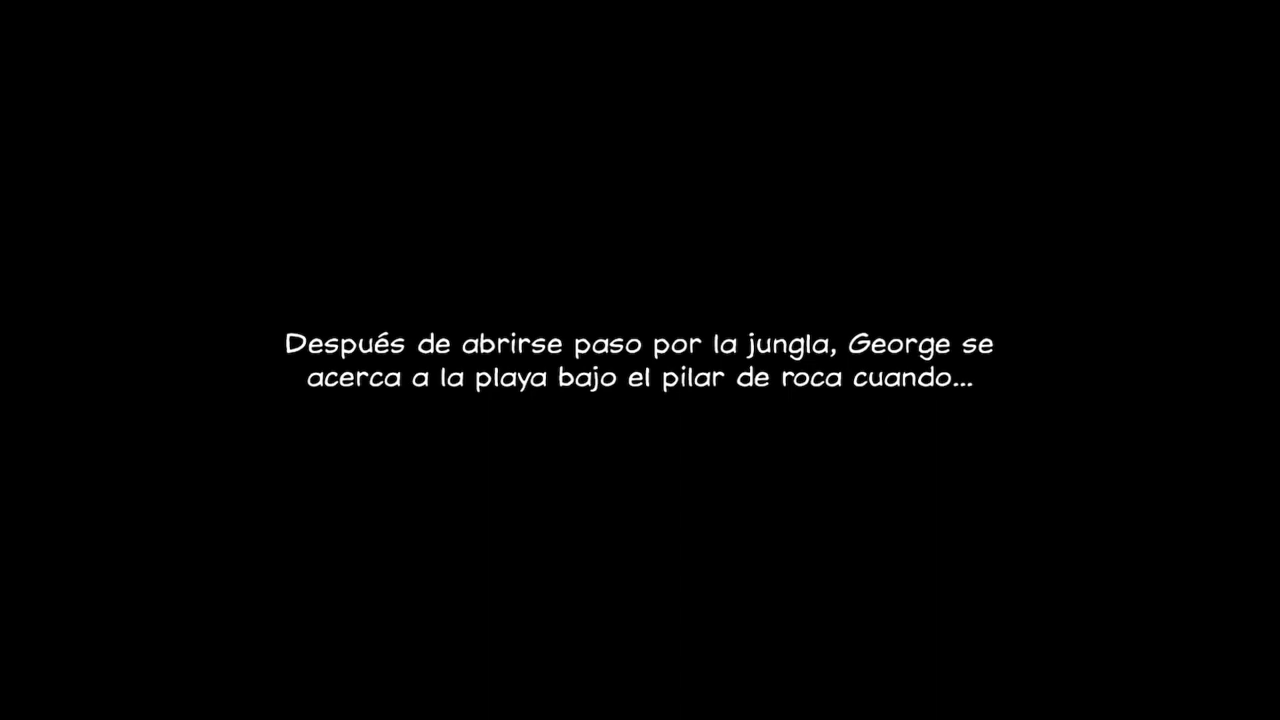 Después de abrirse paso por la jungla, George se
acerca a la playa bajo el pilar de roca cuando...